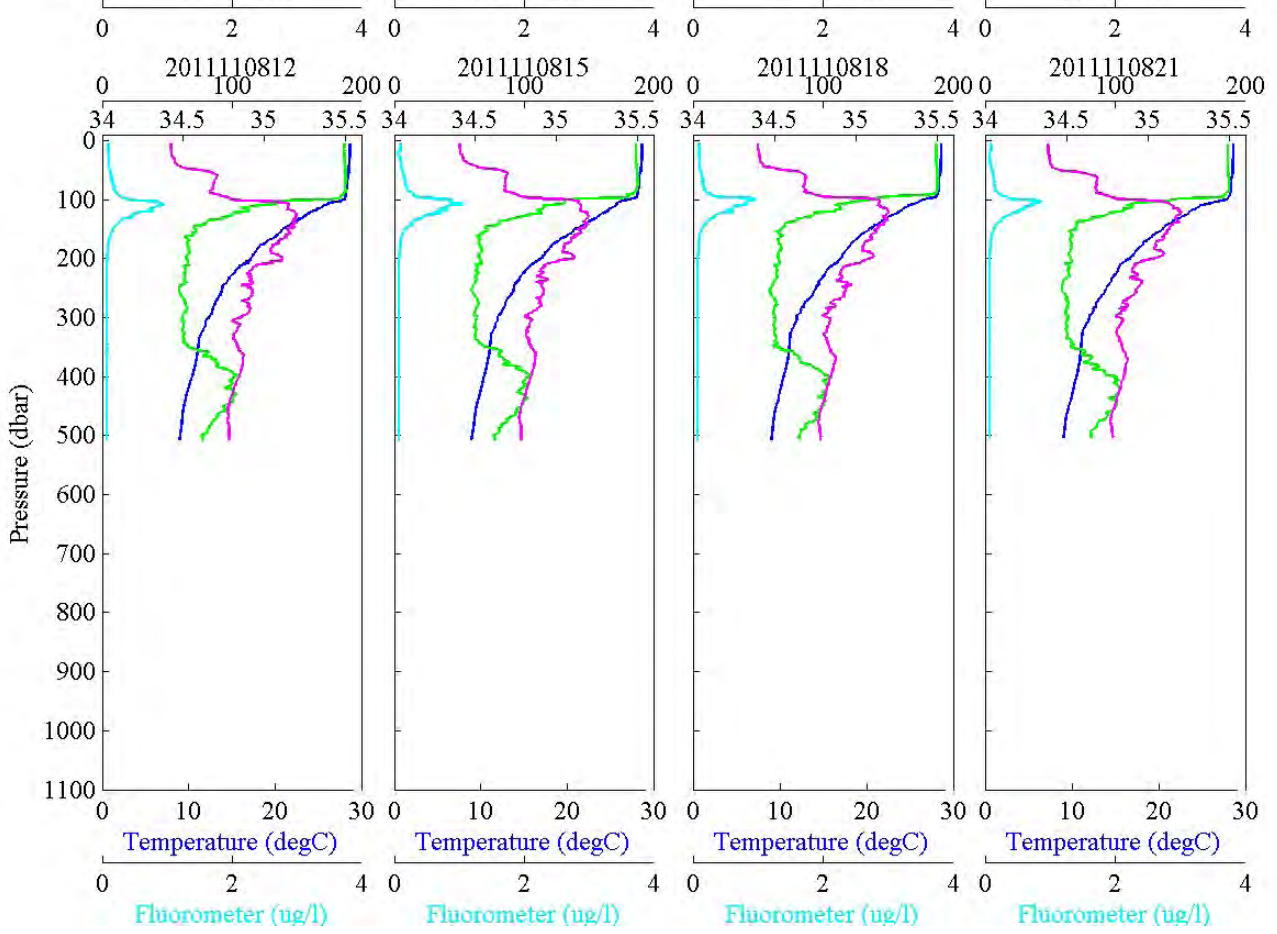 0 2 4 0 2 4 0 2 4 0 2 4
2011110812 2011110815 2011110818 2011110821
0 100 200 0 100 200 0 100 200 0 100 200
34 34.5 35 35.5 34 34.5 35 35.5 34 34.5 35 35.5 34 34.5 35 35.5
0
100
200
300
400
500
600
700
800
900
1000
1100
Pressure (dbar)
0 10 20 30 0 10 20 30 0 10 20 30 0 10 20 30
Temperature (degC) Temperature (degC) Temperature (degC) Temperature (degC)
0 2 4 0 2 4 0 2 4 0 2 4
Fluorometer (ug/l) Fluorometer (ug/l) Fluorometer (ug/l) Fluorometer (ug/l)